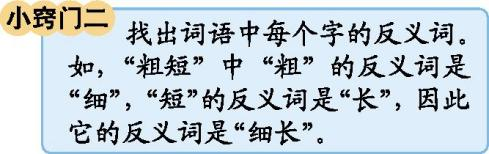 小窍门二
找出词语中每个字的反义词。
如，“粗短”中“粗”的反义词是
“细”，“短”的反义词是“长”，因此
它的反义词是“细长”。